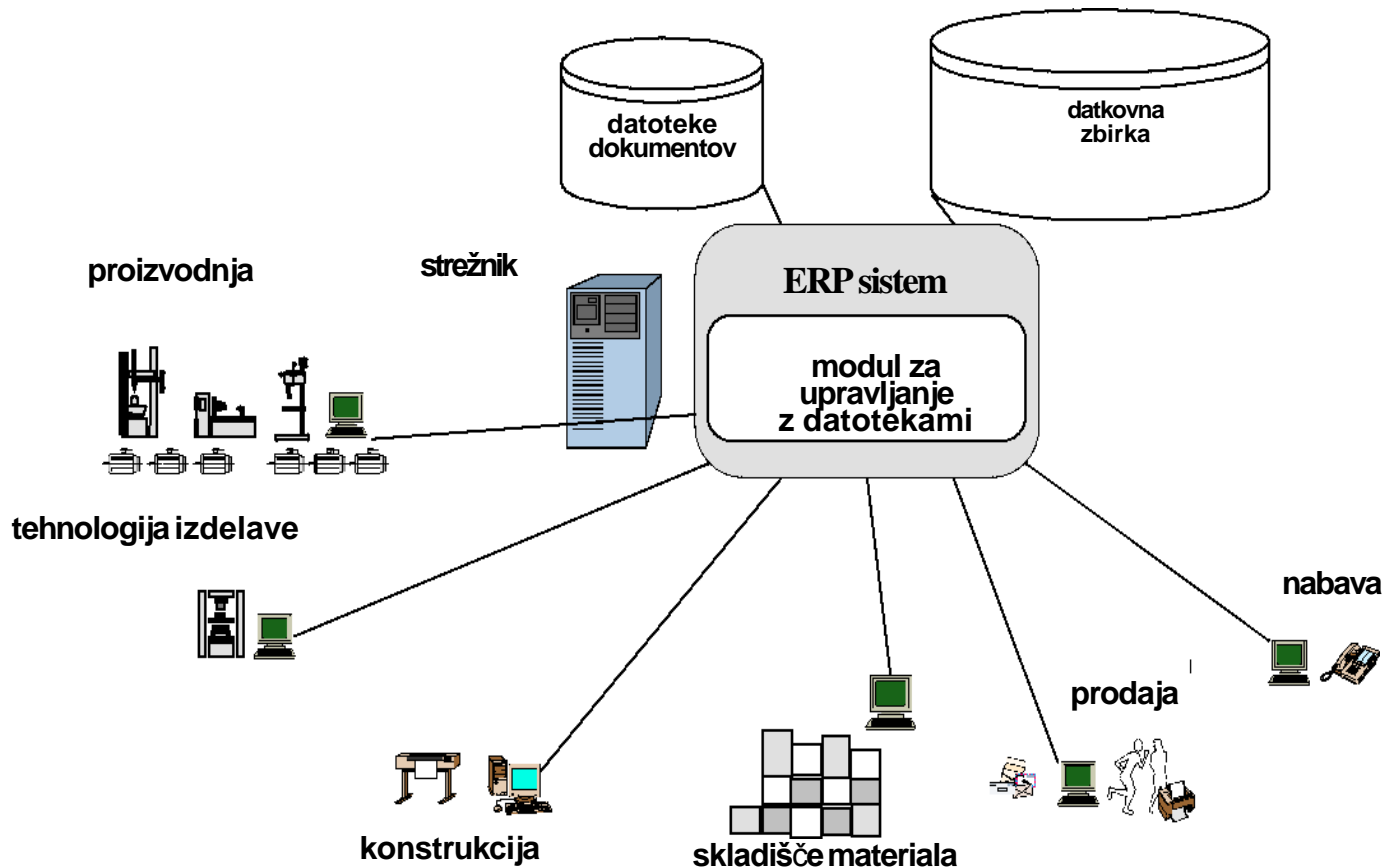 datoteke
dokumentov
datkovna
zbirka
proizvodnja
strežnik
ERP sistem
modul za
upravljanje
z datotekami
tehnologija izdelave
nabava
prodaja
konstrukcija
skladišče materiala